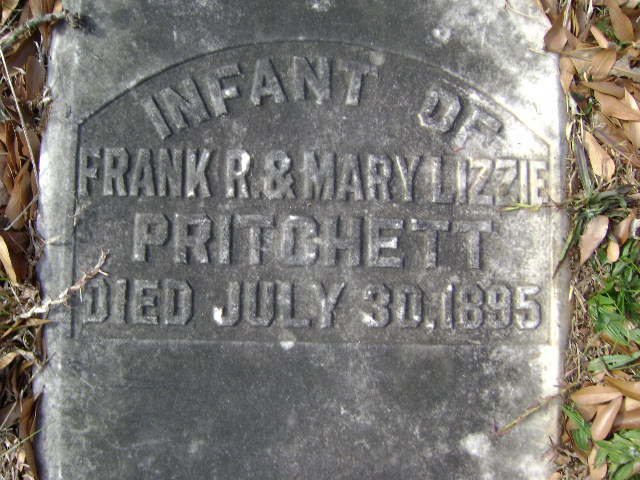 INFANT OF
FRANK R. & MARY LIZZIE
PRITCHETT
DIED JULY 30, 1895